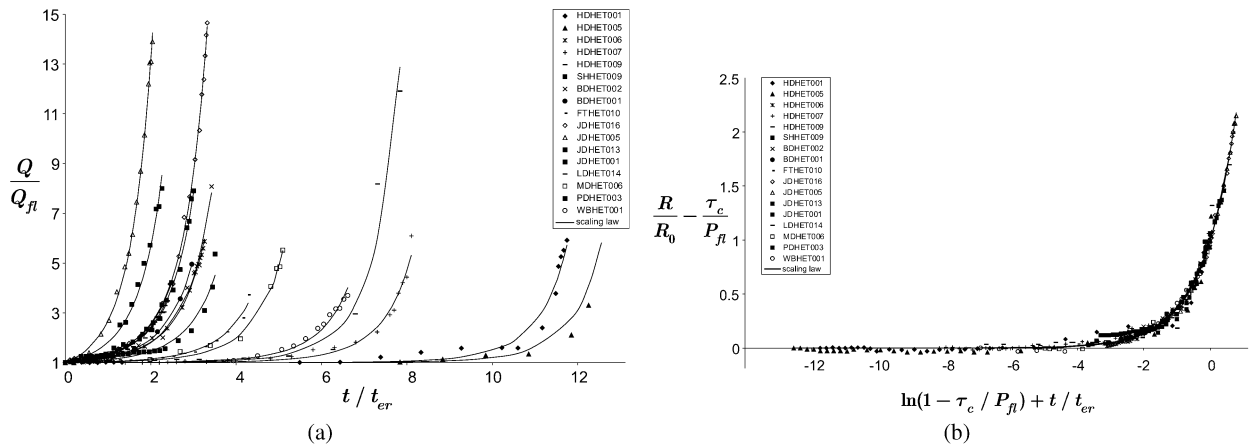 15
13
11
9
7
5
3
1
Q
Q_fl
0
2
4
6
8
10
12
t / t_er
HDHET001
HDHET005
HDHET006
HDHET007
HDHET009
SHHET009
BDHET002
BDHET001
FTHET010
JDHET016
JDHET005
JDHET013
JDHET001
LDHET014
MDHET006
PDHET003
WBHET001
scaling law
(a)
2.5
2
1.5
1
0.5
0
R/R_0 − τ_c/P_fl
-12
-10
-8
-6
-4
-2
0
ln(1 − τ_c / P_fl) + t / t_er
HDHET001
HDHET005
HDHET006
HDHET007
HDHET009
SHHET009
BDHET002
BDHET001
FTHET010
JDHET016
JDHET005
JDHET013
JDHET001
LDHET014
MDHET006
PDHET003
WBHET001
scaling law
(b)